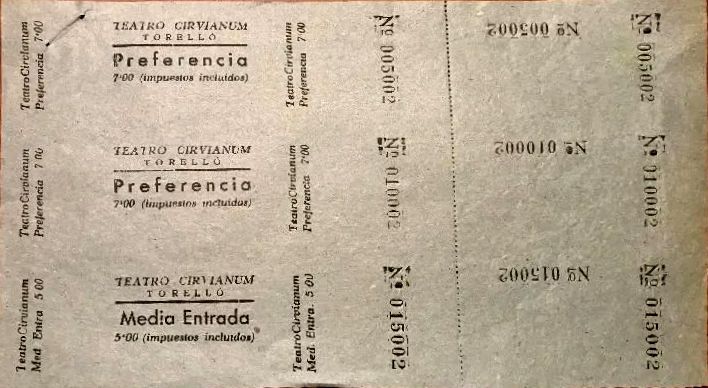 Teatro Cirvianum
Preferencia 7'00
TEATRO CIRVIANUM
TORELLÓ
Preferencia
7'00 (impuestos incluidos)
Teatro Cirvianum
Preferencia 7'00
Nº 005002
Nº 005002
Nº 005002
Teatro Cirvianum
Preferencia 7'00
TEATRO CIRVIANUM
TORELLÓ
Preferencia
7'00 (impuestos incluidos)
Teatro Cirvianum
Preferencia 7'00
Nº 010002
Nº 010002
Nº 010002
Teatro Cirvianum
Med. Entra. 5'00
TEATRO CIRVIANUM
TORELLÓ
Media Entrada
5'00 (impuestos incluidos)
Teatro Cirvianum
Med. Entra. 5'00
Nº 015002
Nº 015002
Nº 015002